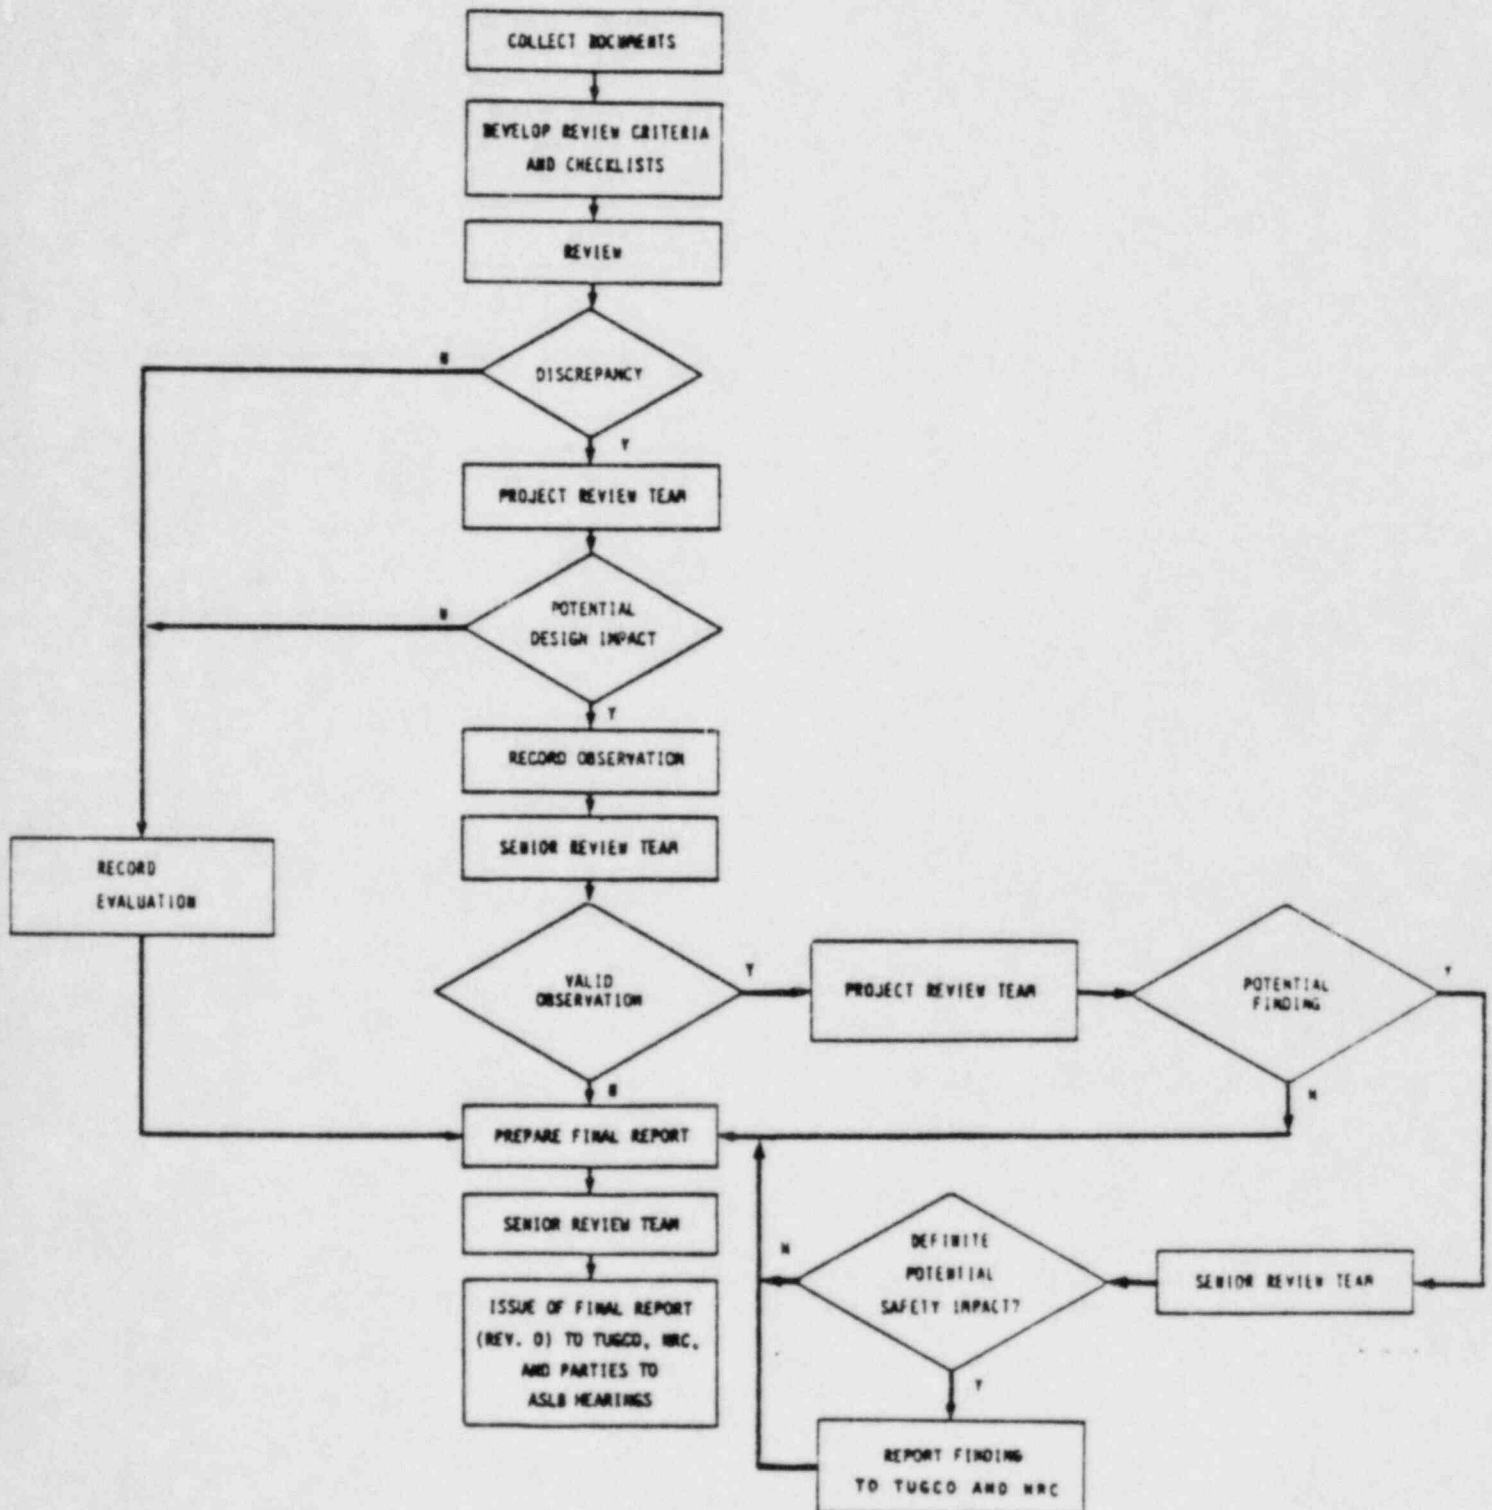 COLLECT DOCUMENTS
DEVELOP REVIEW CRITERIA
AND CHECKLISTS
REVIEW
N
DISCREPANCY
Y
PROJECT REVIEW TEAM
N
POTENTIAL
DESIGN IMPACT
Y
RECORD OBSERVATION
SENIOR REVIEW TEAM
RECORD
EVALUATION
VALID
OBSERVATION
Y
PROJECT REVIEW TEAM
POTENTIAL
FINDING
Y
N
N
PREPARE FINAL REPORT
SENIOR REVIEW TEAM
ISSUE OF FINAL REPORT
(REV. 0) TO TUGCO, NRC,
AND PARTIES TO
ASLB HEARINGS
N
DEFINITE
POTENTIAL
SAFETY IMPACT?
SENIOR REVIEW TEAM
Y
REPORT FINDING
TO TUGCO AND NRC